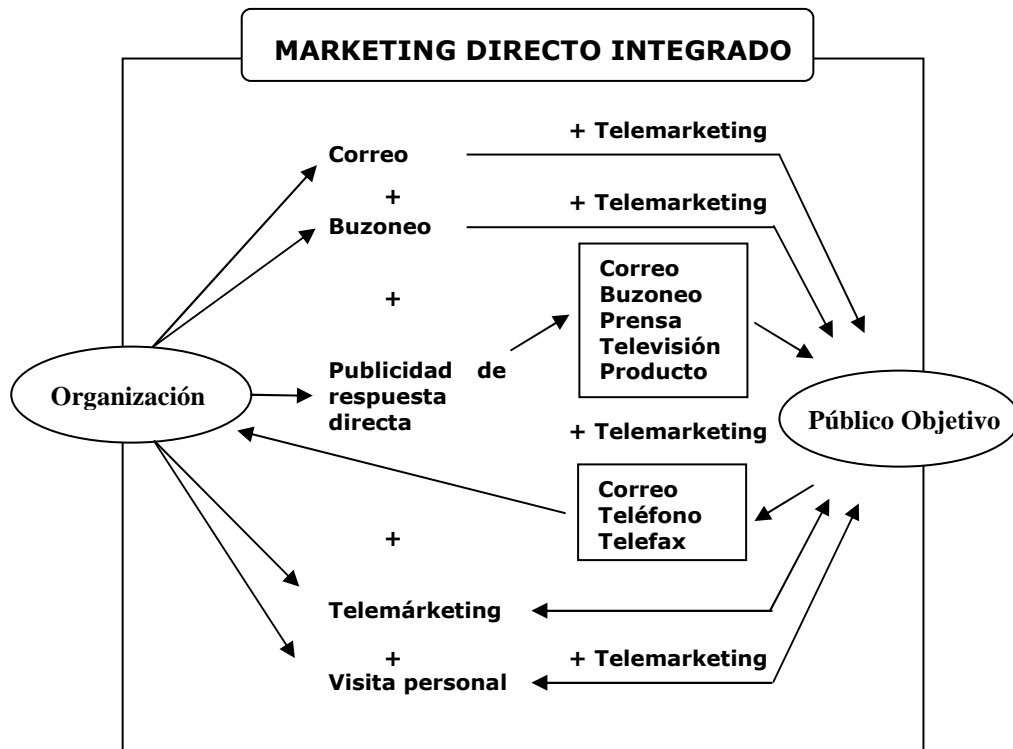 MARKETING DIRECTO INTEGRADO
+ Telemarketing
Correo
+
+ Telemarketing
Buzoneo
Correo
Buzoneo
Prensa
Televisión
Producto
+
Publicidad de
respuesta
directa
Organización
Público Objetivo
+ Telemarketing
Correo
Teléfono
Telefax
+
Telemárketing
+
+ Telemarketing
Visita personal